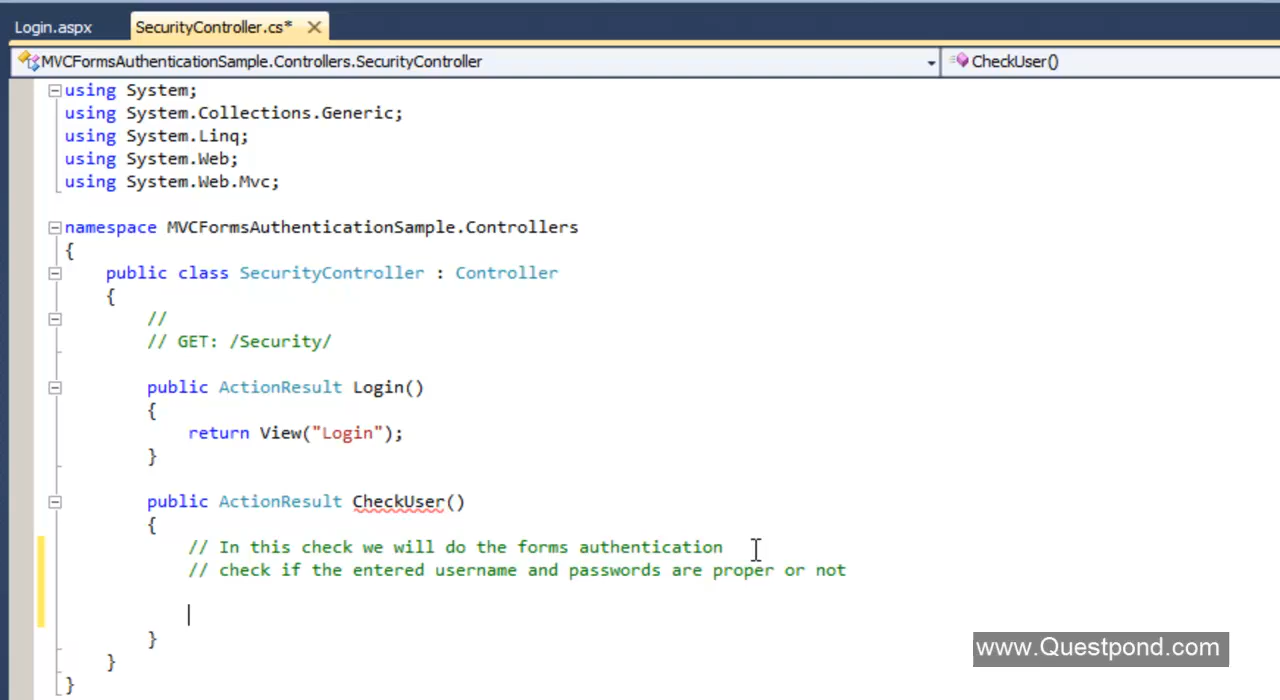 Login.aspx
SecurityController.cs*
MVCFormsAuthenticationSample.Controllers.SecurityController
CheckUser()
using System;
using System.Collections.Generic;
using System.Linq;
using System.Web;
using System.Web.Mvc;
namespace MVCFormsAuthenticationSample.Controllers
{
public class SecurityController : Controller
{
//
// GET: /Security/
public ActionResult Login()
{
return View("Login");
}
public ActionResult CheckUser()
{
// In this check we will do the forms authentication
// check if the entered username and passwords are proper or not
}
}
}
www.Questpond.com